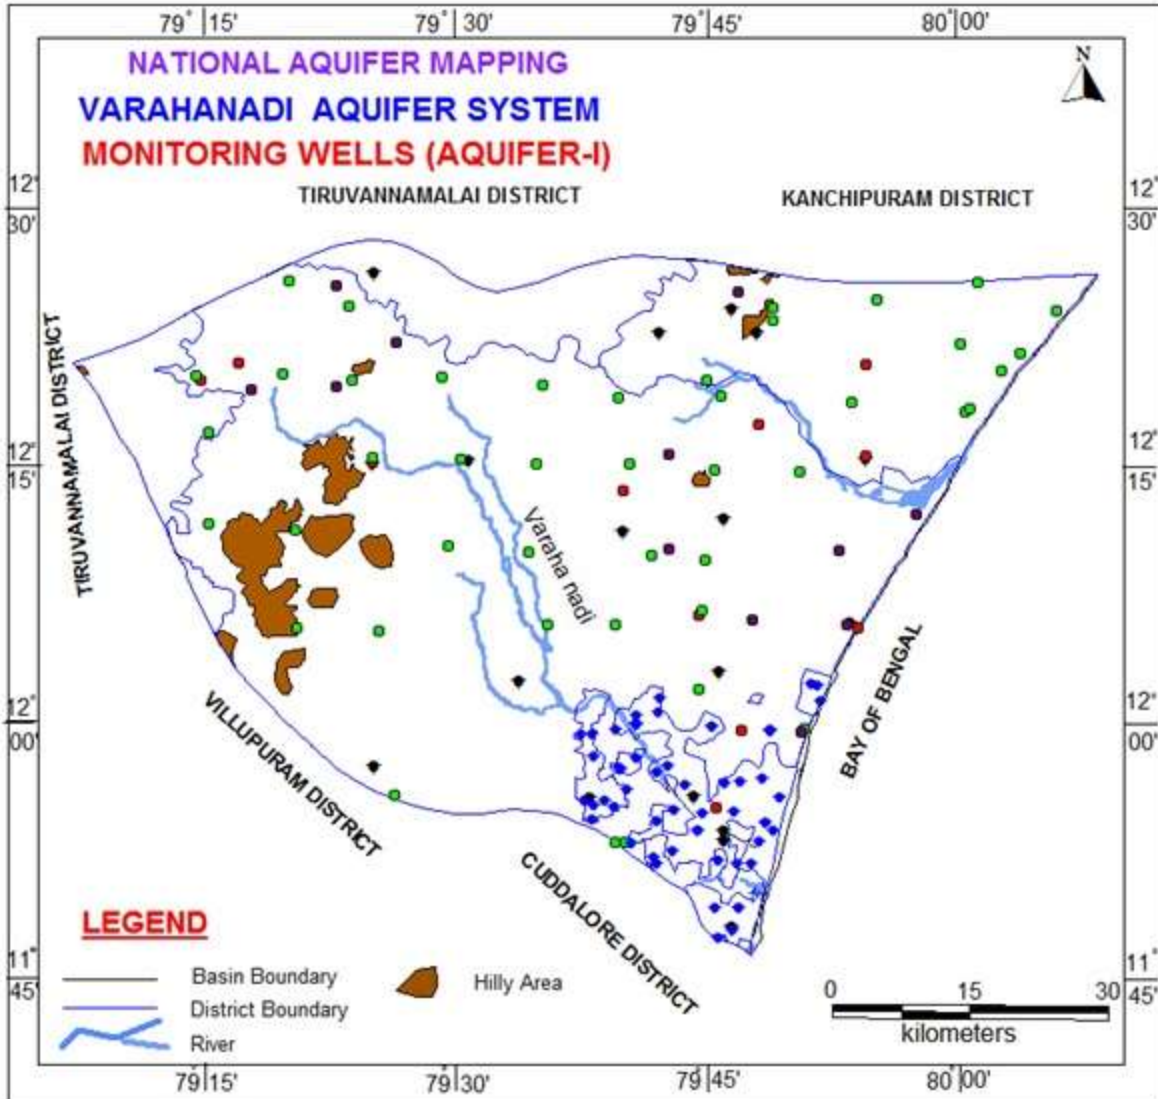 79° 15' 79° 30' 79° 45' 80° 00'
NATIONAL AQUIFER MAPPING
N
VARAHANADI AQUIFER SYSTEM
MONITORING WELLS (AQUIFER-I)
12° 30'
TIRUVANNAMALAI DISTRICT
KANCHIPURAM DISTRICT
12° 30'
TIRUVANNAMALAI DISTRICT
12° 15'
12° 15'
Varaha nadi
BAY OF BENGAL
12° 00'
12° 00'
VILLUPURAM DISTRICT
CUDDALORE DISTRICT
LEGEND
11° 45'
Basin Boundary
Hilly Area
0 15 30
11° 45'
District Boundary
kilometers
River
79° 15' 79° 30' 79° 45' 80° 00'